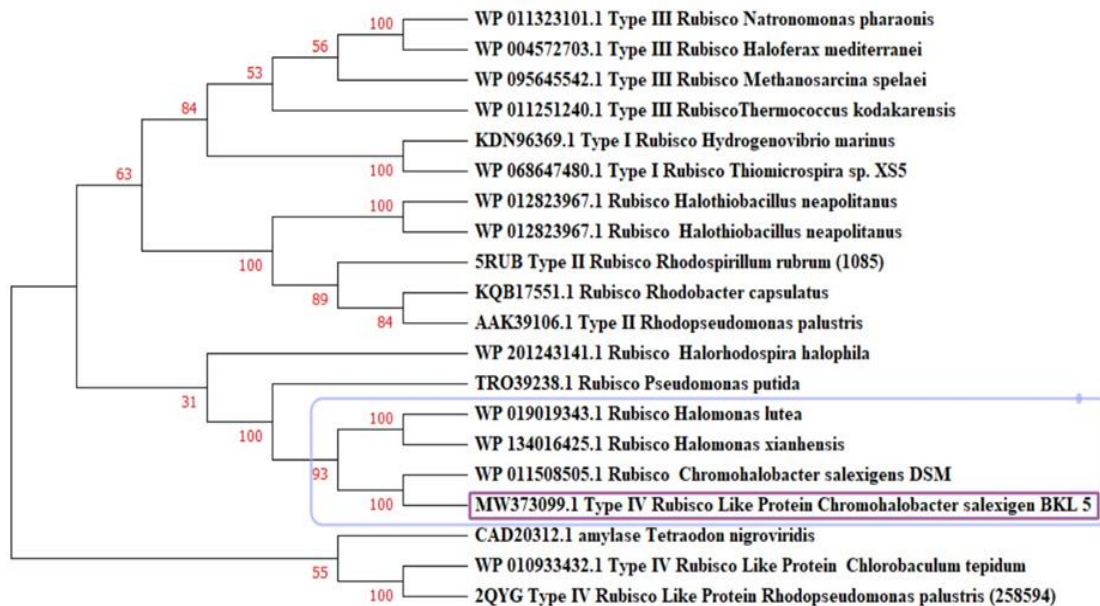 100
WP 011323101.1 Type III Rubisco Natronomonas pharaonis
56
WP 004572703.1 Type III Rubisco Haloferax mediterranei
53
WP 095645542.1 Type III Rubisco Methanosarcina spelaei
84
WP 011251240.1 Type III RubiscoThermococcus kodakarensis
KDN96369.1 Type I Rubisco Hydrogenovibrio marinus
63
100
WP 068647480.1 Type I Rubisco Thiomicrospira sp. XS5
100
WP 012823967.1 Rubisco Halothiobacillus neapolitanus
WP 012823967.1 Rubisco Halothiobacillus neapolitanus
100
5RUB Type II Rubisco Rhodospirillum rubrum (1085)
89
KQB17551.1 Rubisco Rhodobacter capsulatus
84
AAK39106.1 Type II Rhodopseudomonas palustris
WP 201243141.1 Rubisco Halorhodospira halophila
31
TRO39238.1 Rubisco Pseudomonas putida
100
100
WP 019019343.1 Rubisco Halomonas lutea
WP 134016425.1 Rubisco Halomonas xianhensis
93
WP 011508505.1 Rubisco Chromohalobacter salexigens DSM
100
MW373099.1 Type IV Rubisco Like Protein Chromohalobacter salexigen BKL 5
CAD20312.1 amylase Tetraodon nigroviridis
55
WP 010933432.1 Type IV Rubisco Like Protein Chlorobaculum tepidum
100
2QYG Type IV Rubisco Like Protein Rhodopseudomonas palustris (258594)